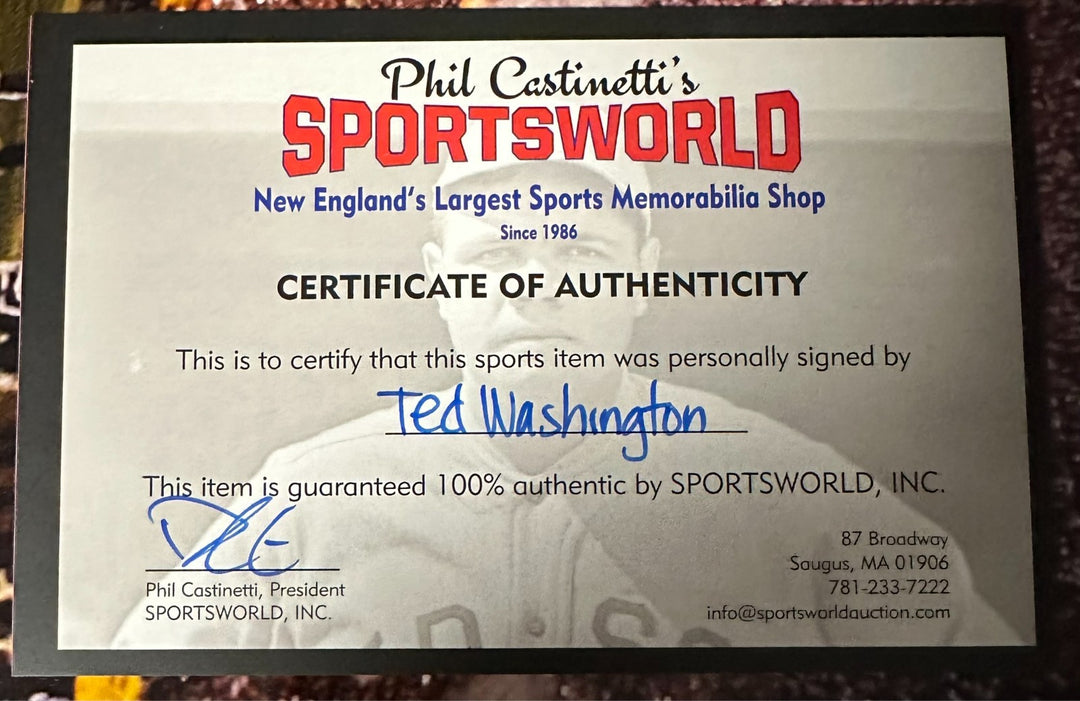 Phil Castinetti's
SPORTSWORLD
New England's Largest Sports Memorabilia Shop
Since 1986
CERTIFICATE OF AUTHENTICITY
This is to certify that this sports item was personally signed by
Ted Washington
This item is guaranteed 100% authentic by SPORTSWORLD, INC.
Phil Castinetti, President
SPORTSWORLD, INC.
87 Broadway
Saugus, MA 01906
781-233-7222
info@sportsworldauction.com